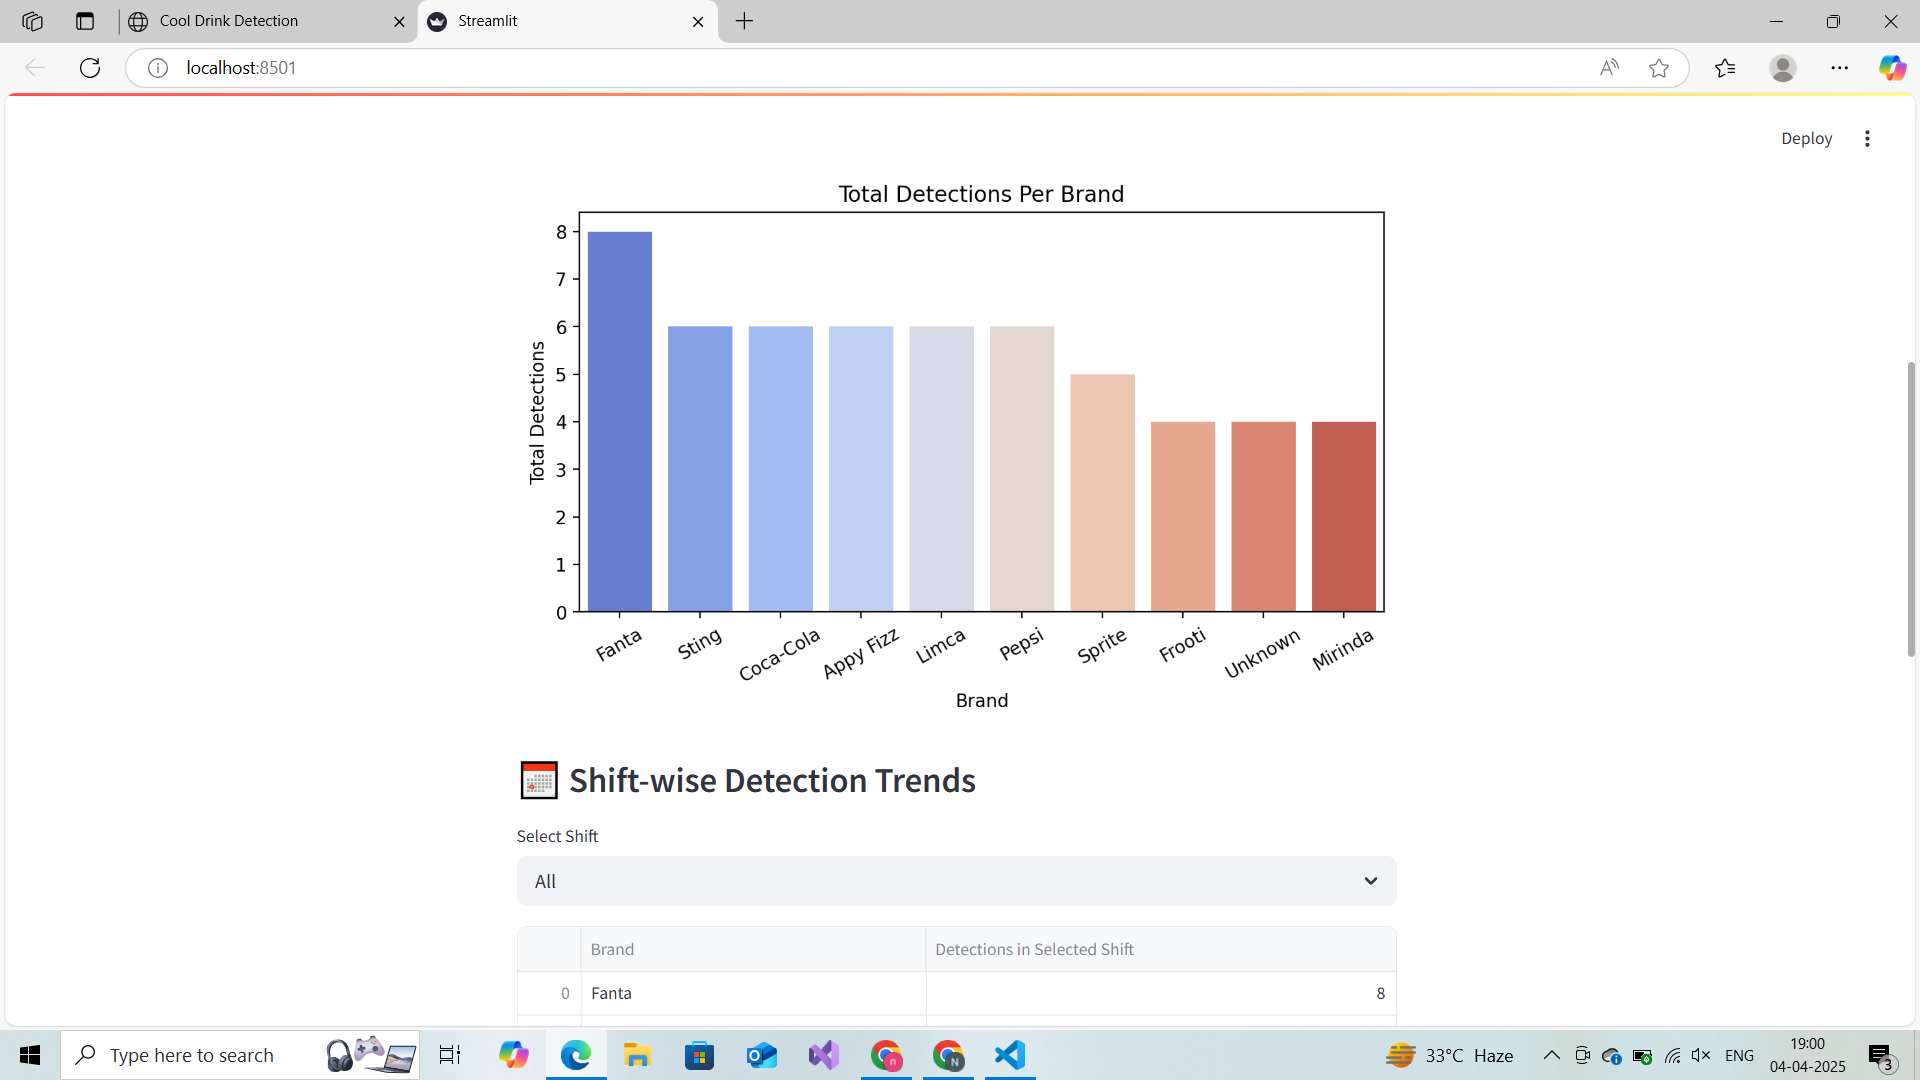 Cool Drink Detection
Streamlit
localhost:8501
Deploy
Total Detections Per Brand
8
7
6
5
4
3
2
1
0
Total Detections
Fanta
Sting
Coca-Cola
Appy Fizz
Limca
Pepsi
Sprite
Frooti
Unknown
Mirinda
Brand
Shift-wise Detection Trends
Select Shift
All
Brand
Detections in Selected Shift
0
Fanta
8
Type here to search
33°C Haze
ENG
19:00
04-04-2025
3